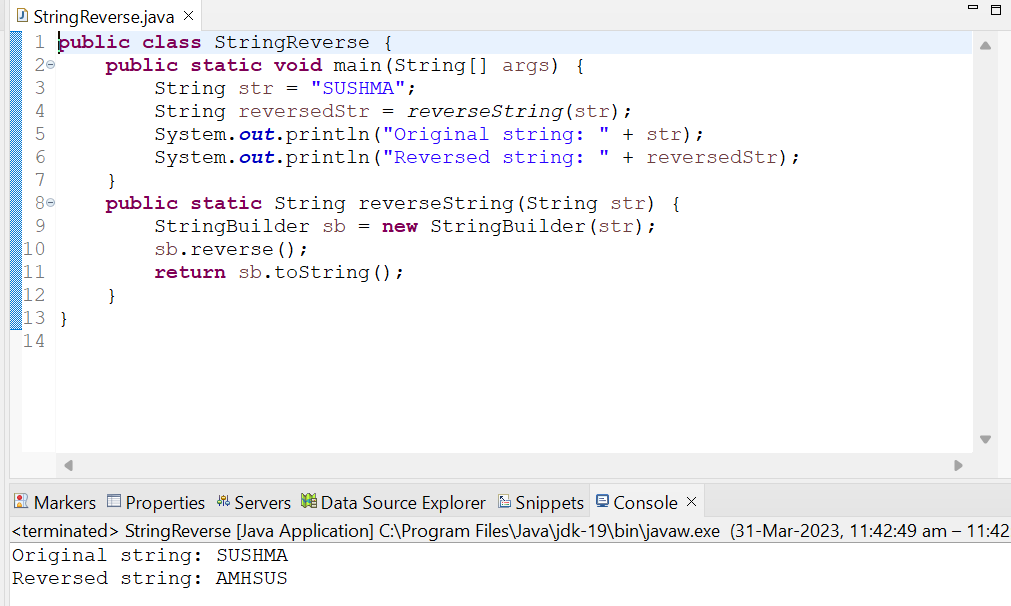 StringReverse.java
1 public class StringReverse {
2 public static void main(String[] args) {
3 String str = "SUSHMA";
4 String reversedStr = reverseString(str);
5 System.out.println("Original string: " + str);
6 System.out.println("Reversed string: " + reversedStr);
7 }
8 public static String reverseString(String str) {
9 StringBuilder sb = new StringBuilder(str);
10 sb.reverse();
11 return sb.toString();
12 }
13 }
14
Markers Properties Servers Data Source Explorer Snippets Console
<terminated> StringReverse [Java Application] C:\Program Files\Java\jdk-19\bin\javaw.exe (31-Mar-2023, 11:42:49 am – 11:42
Original string: SUSHMA
Reversed string: AMHSUS